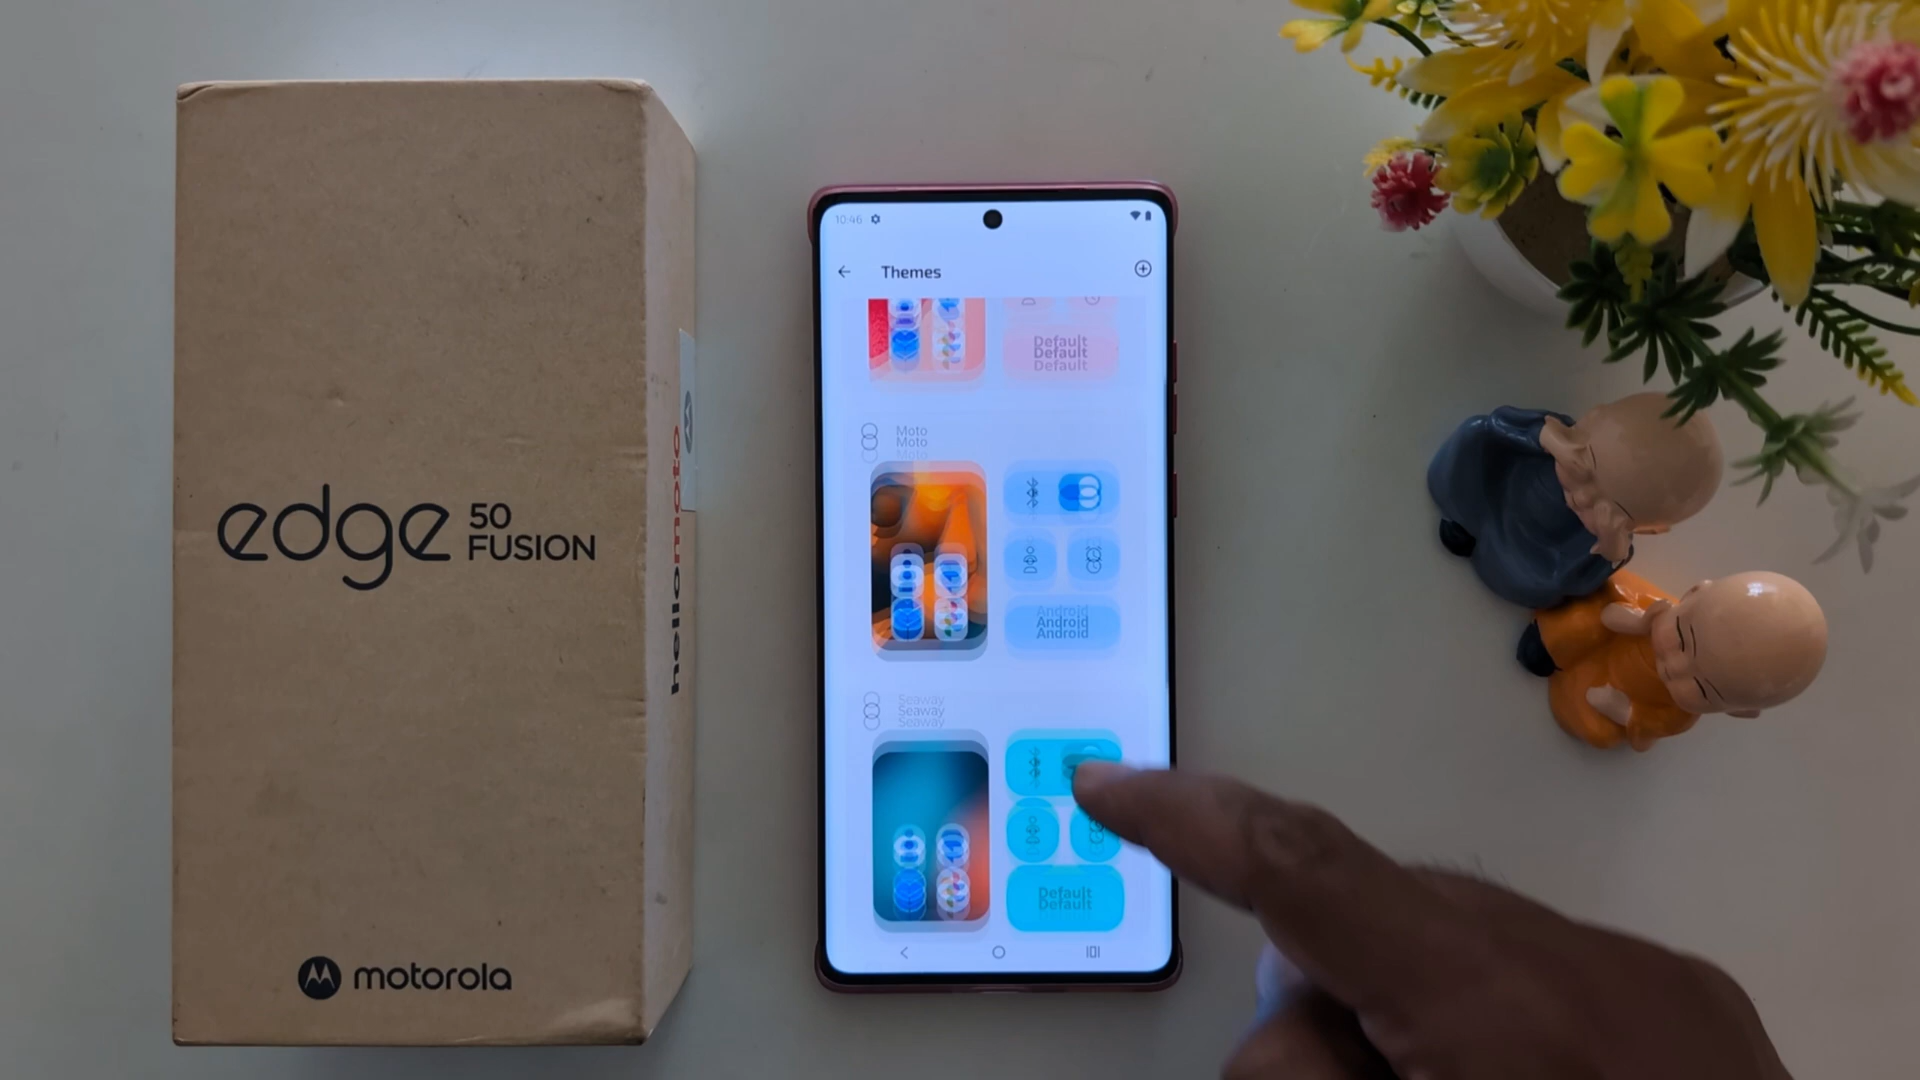 edge 50 FUSION
hellomoto
motorola
10:46
Themes
Default
Moto
Android
Seaway
Default